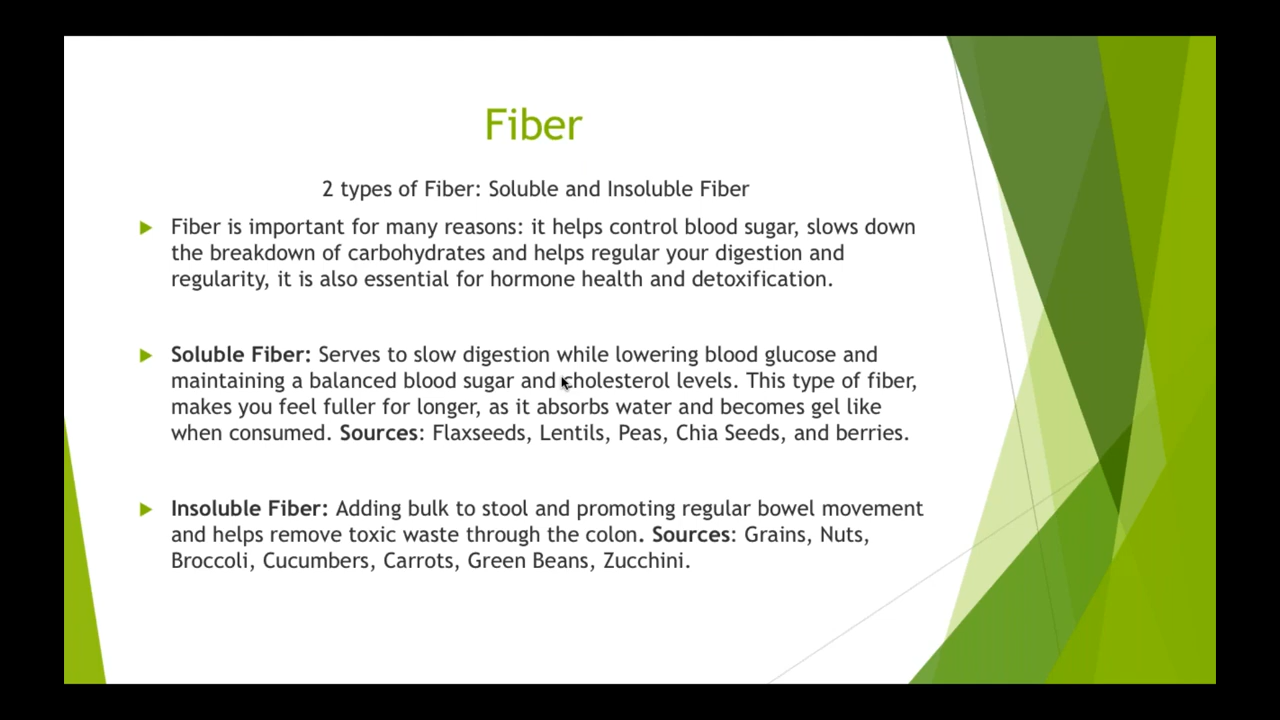 Fiber
2 types of Fiber: Soluble and Insoluble Fiber
Fiber is important for many reasons: it helps control blood sugar, slows down
the breakdown of carbohydrates and helps regular your digestion and
regularity, it is also essential for hormone health and detoxification.
Soluble Fiber: Serves to slow digestion while lowering blood glucose and
maintaining a balanced blood sugar and cholesterol levels. This type of fiber,
makes you feel fuller for longer, as it absorbs water and becomes gel like
when consumed. Sources: Flaxseeds, Lentils, Peas, Chia Seeds, and berries.
Insoluble Fiber: Adding bulk to stool and promoting regular bowel movement
and helps remove toxic waste through the colon. Sources: Grains, Nuts,
Broccoli, Cucumbers, Carrots, Green Beans, Zucchini.